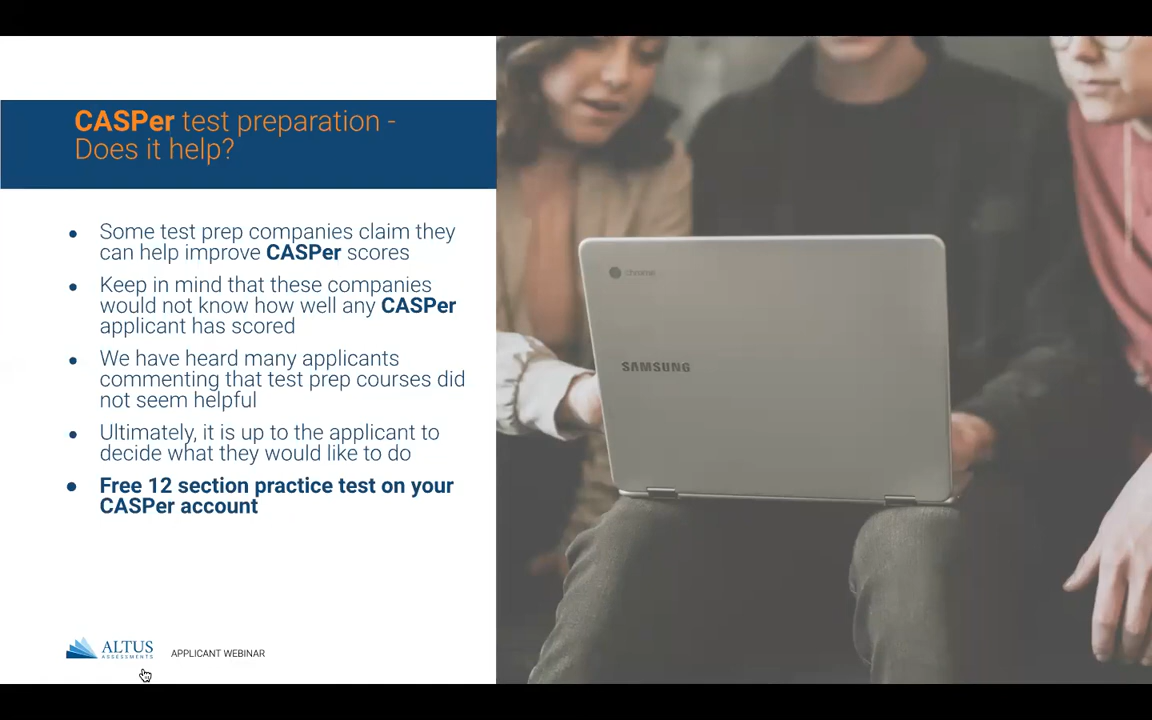 CASPer test preparation -
Does it help?
• Some test prep companies claim they
can help improve CASPer scores
• Keep in mind that these companies
would not know how well any CASPer
applicant has scored
• We have heard many applicants
commenting that test prep courses did
not seem helpful
• Ultimately, it is up to the applicant to
decide what they would like to do
• Free 12 section practice test on your
CASPer account
chrome
SAMSUNG
ALTUS
ASSESSMENTS
APPLICANT WEBINAR